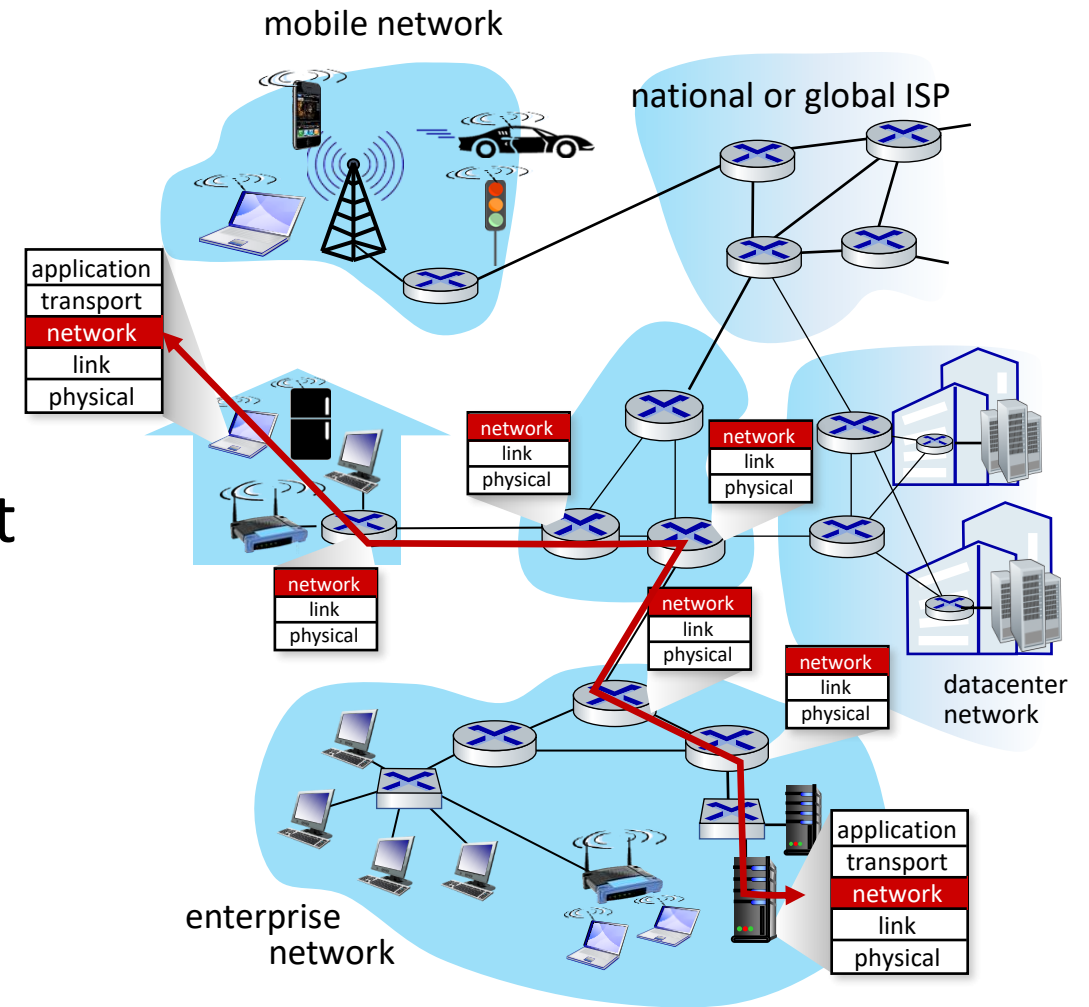 mobile network
national or global ISP
application
transport
network
link
physical
network
link
physical
network
link
physical
t
network
link
physical
network
link
physical
network
link
physical
datacenter
network
application
transport
network
link
physical
enterprise
network